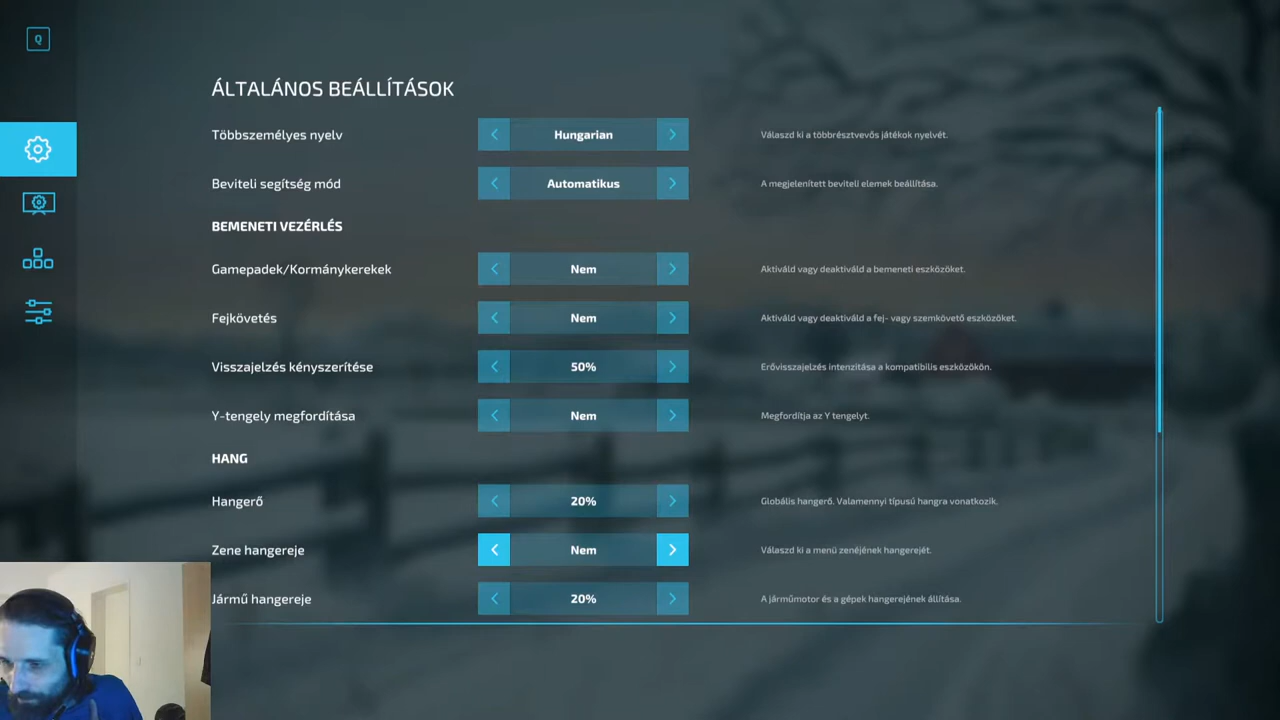 Q
ÁLTALÁNOS BEÁLLÍTÁSOK
Többszemélyes nyelv Hungarian Válaszd ki a többrésztvevős játékok nyelvét.
Beviteli segítség mód Automatikus A megjelenített beviteli elemek beállítása.
BEMENETI VEZÉRLÉS
Gamepadek/Kormánykerekek Nem Aktiváld vagy deaktiváld a bemeneti eszközöket.
Fejkövetés Nem Aktiváld vagy deaktiváld a fej- vagy szemkövető eszközöket.
Visszajelzés kényszerítése 50% Erővisszajelzés intenzitása a kompatibilis eszközökön.
Y-tengely megfordítása Nem Megfordítja az Y tengelyt.
HANG
Hangerő 20% Globális hangerő. Valamennyi típusú hangra vonatkozik.
Zene hangereje Nem Válaszd ki a menü zenéjének hangerejét.
Jármű hangereje 20% A járműmotor és a gépek hangerejének állítása.